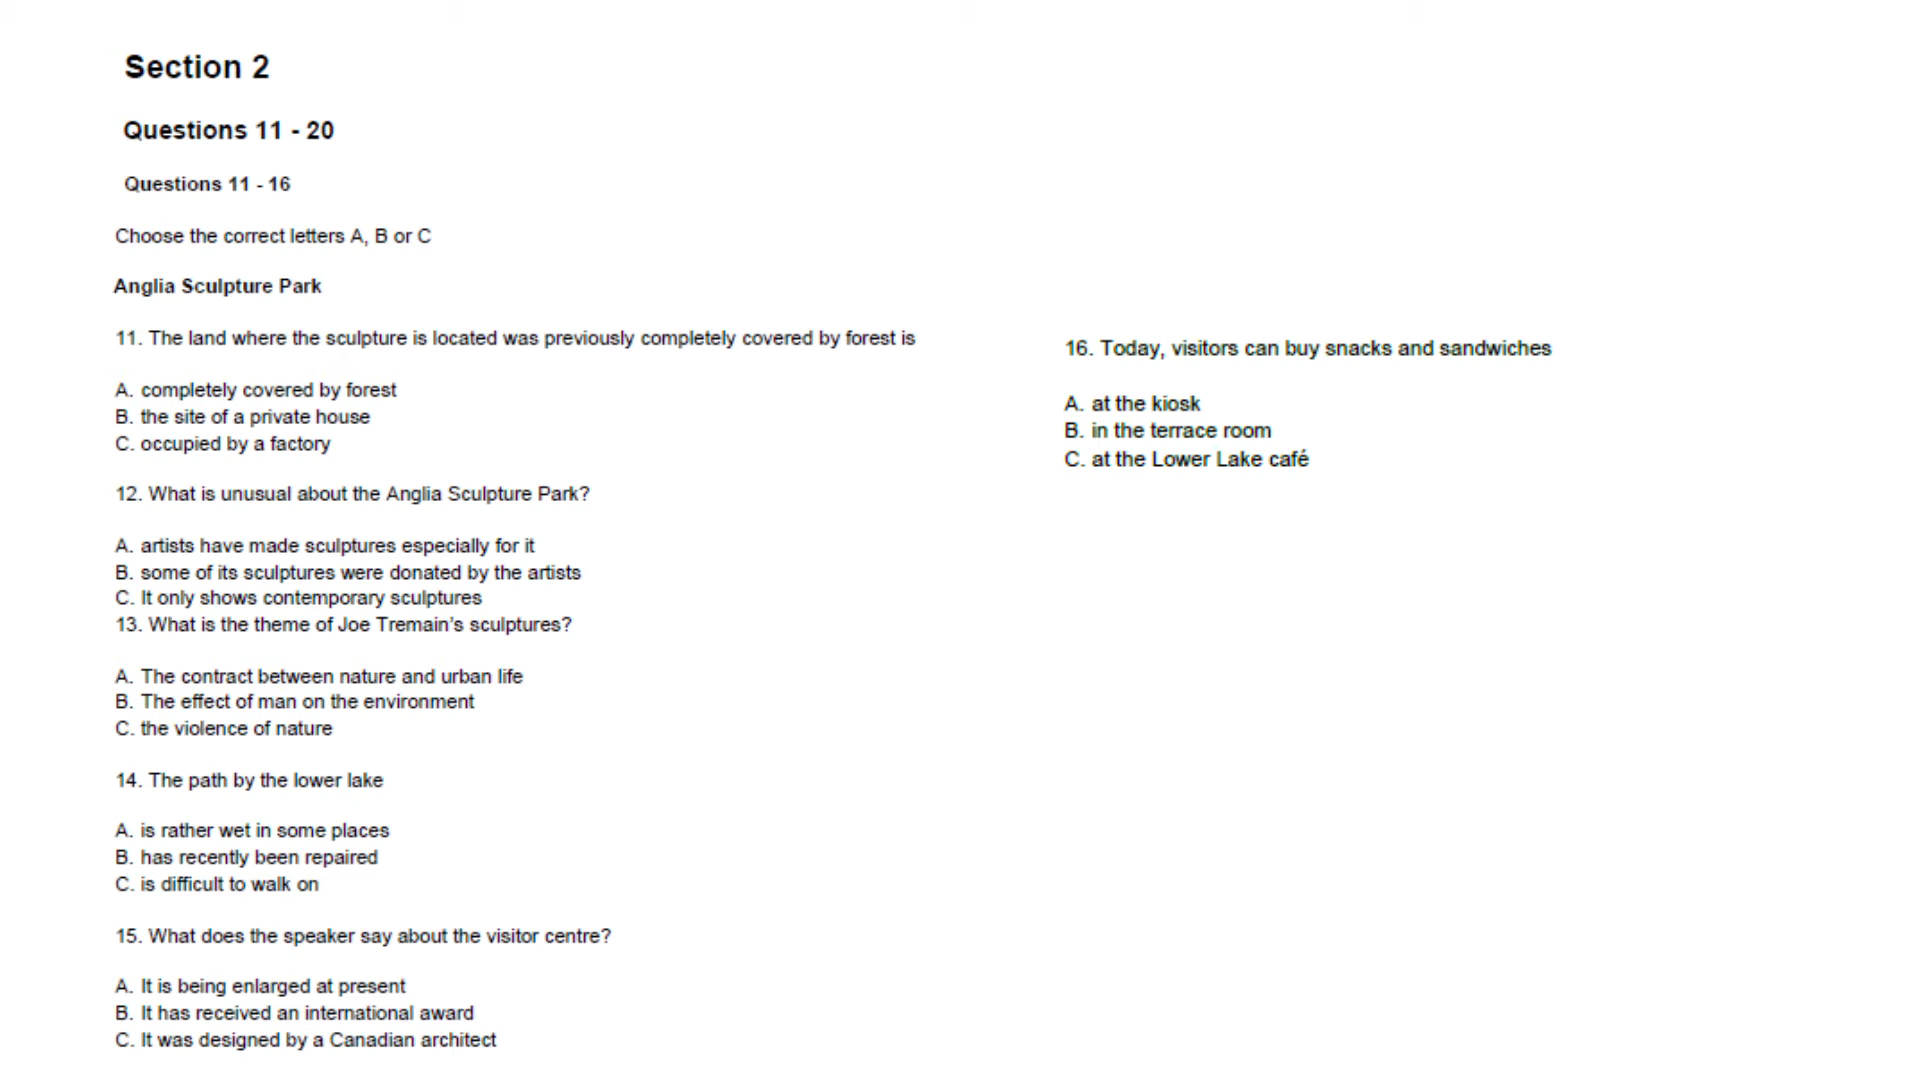 Section 2
Questions 11 - 20
Questions 11 - 16
Choose the correct letters A, B or C
Anglia Sculpture Park
11. The land where the sculpture is located was previously completely covered by forest is
A. completely covered by forest
B. the site of a private house
C. occupied by a factory
12. What is unusual about the Anglia Sculpture Park?
A. artists have made sculptures especially for it
B. some of its sculptures were donated by the artists
C. It only shows contemporary sculptures
13. What is the theme of Joe Tremain’s sculptures?
A. The contract between nature and urban life
B. The effect of man on the environment
C. the violence of nature
14. The path by the lower lake
A. is rather wet in some places
B. has recently been repaired
C. is difficult to walk on
15. What does the speaker say about the visitor centre?
A. It is being enlarged at present
B. It has received an international award
C. It was designed by a Canadian architect
16. Today, visitors can buy snacks and sandwiches
A. at the kiosk
B. in the terrace room
C. at the Lower Lake café